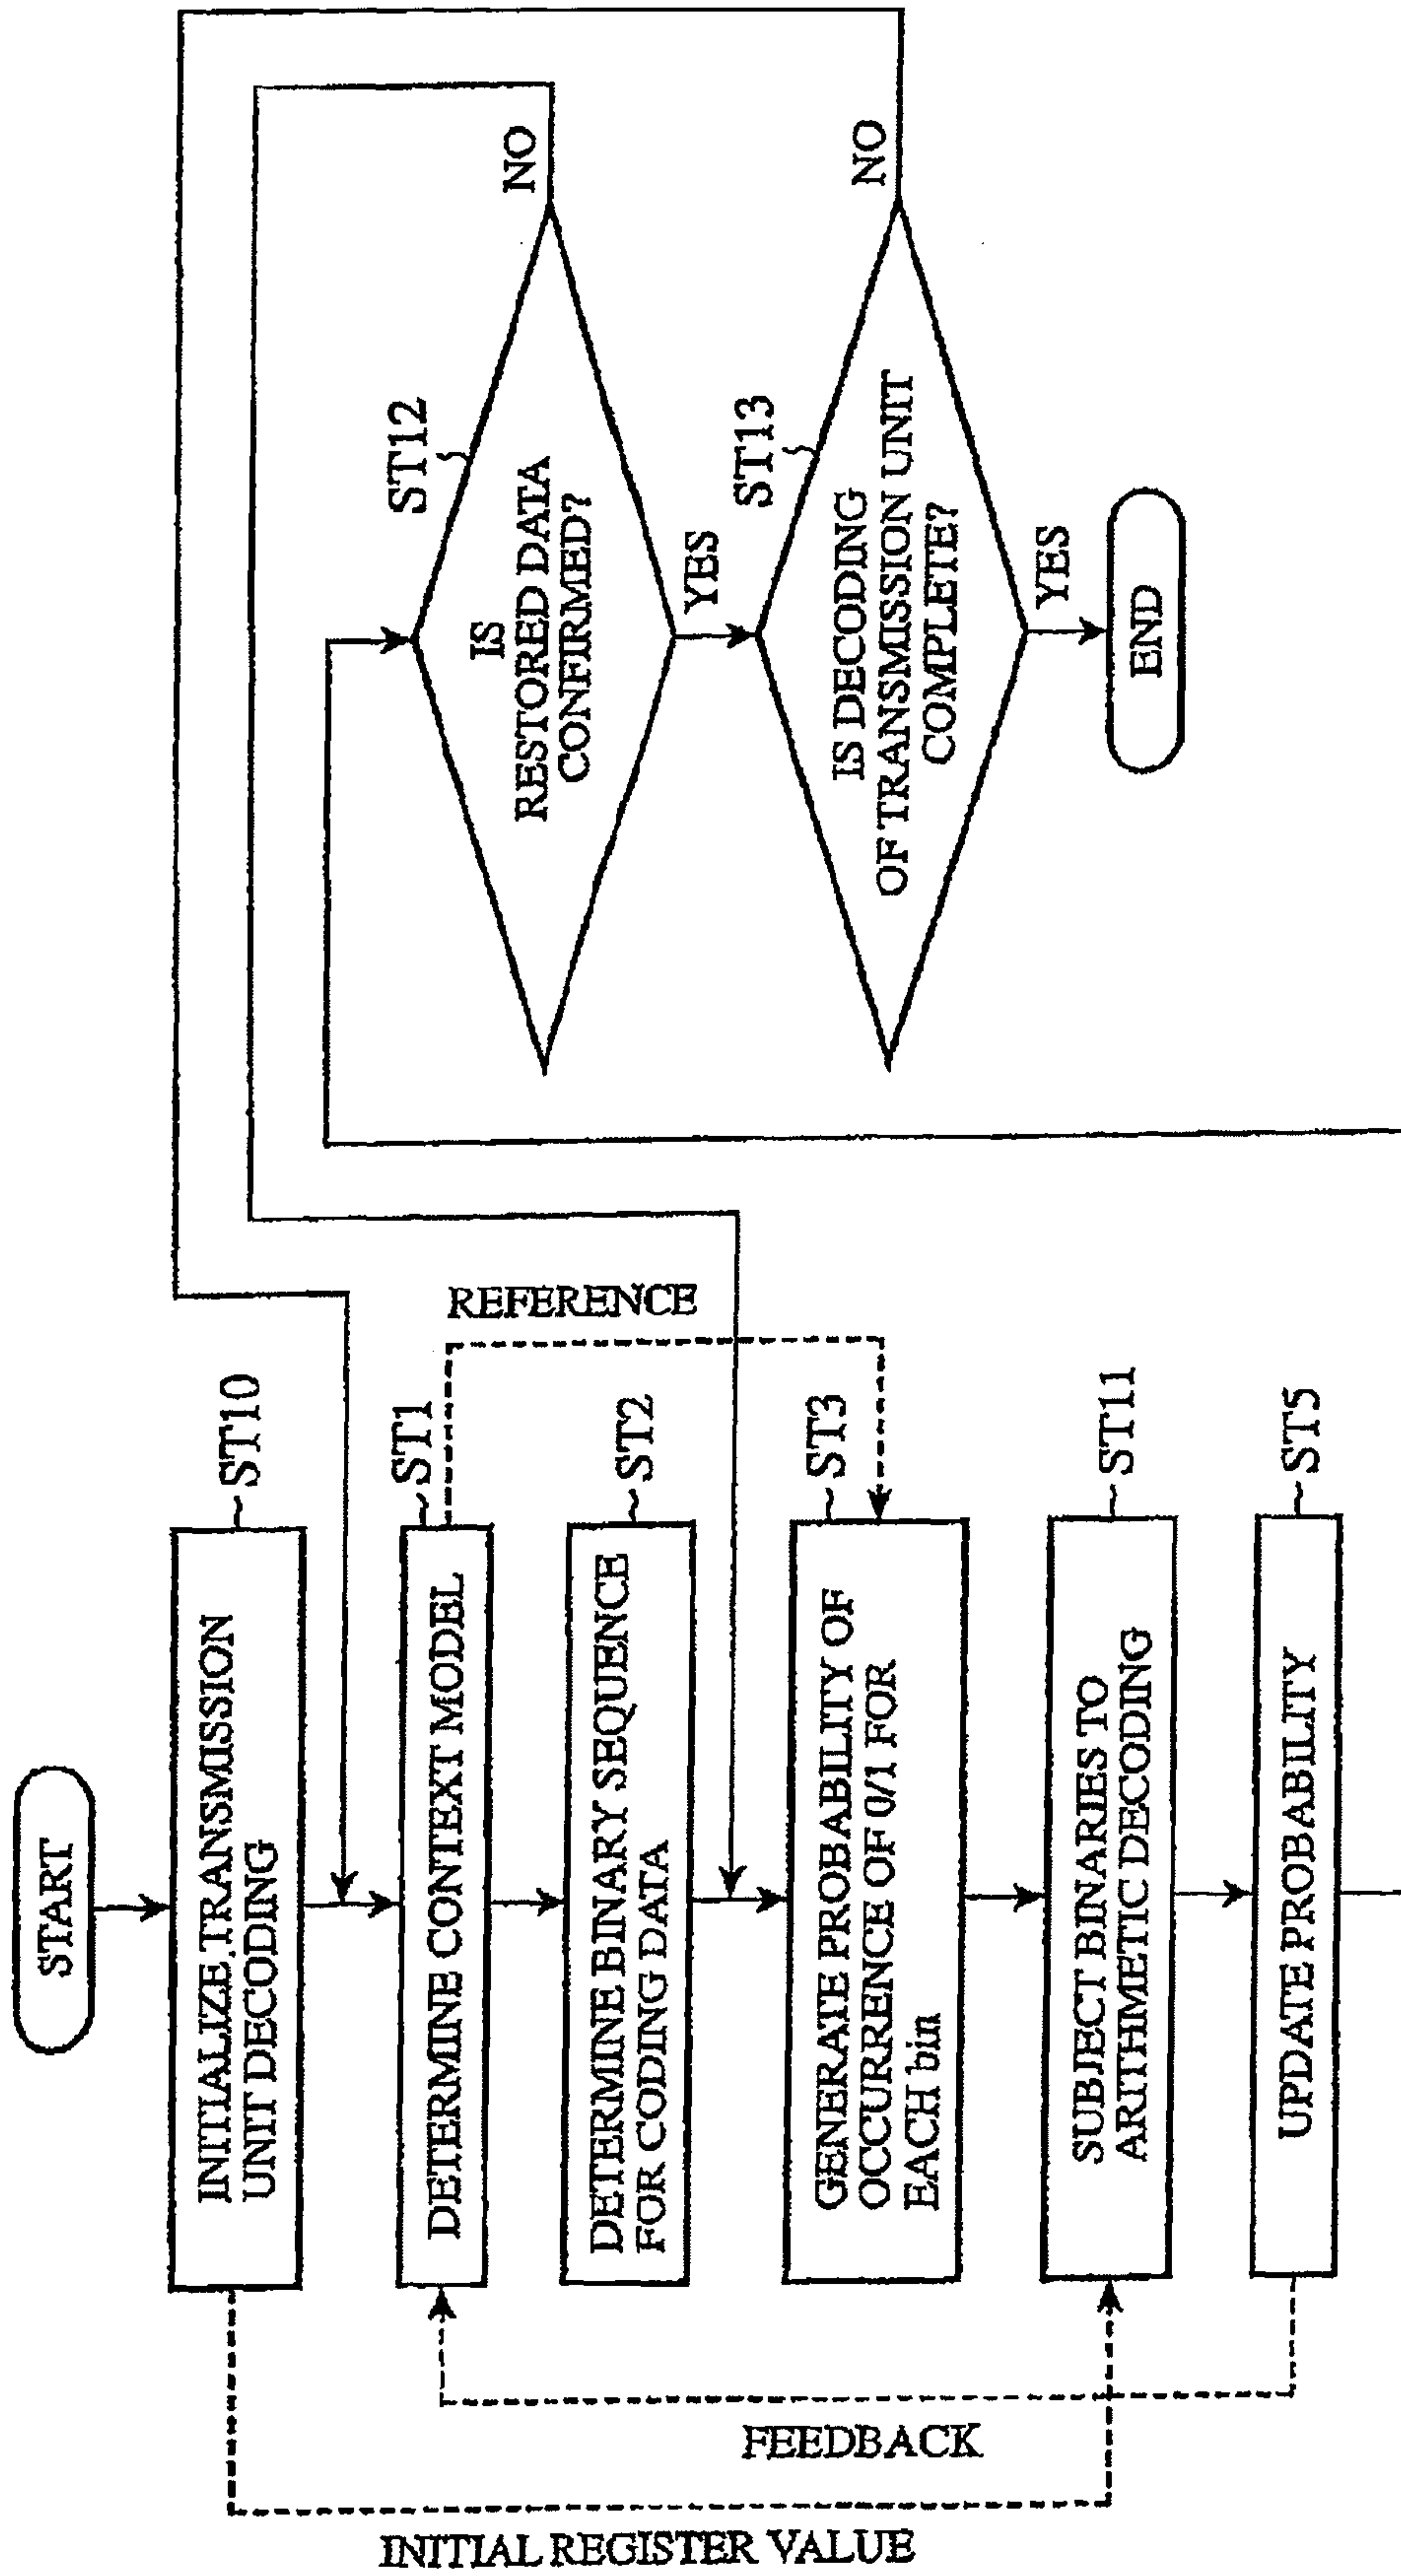 START
INITIALIZE TRANSMISSION
UNIT DECODING
ST10
DETERMINE CONTEXT MODEL
ST1
REFERENCE
DETERMINE BINARY SEQUENCE
FOR CODING DATA
ST2
GENERATE PROBABILITY OF
OCCURRENCE OF 0/1 FOR
EACH bin
ST3
SUBJECT BINARIES TO
ARITHMETIC DECODING
ST11
UPDATE PROBABILITY
ST5
FEEDBACK
INITIAL REGISTER VALUE
IS
RESTORED DATA
CONFIRMED?
ST12
NO
YES
IS DECODING
OF TRANSMISSION UNIT
COMPLETE?
ST13
NO
YES
END